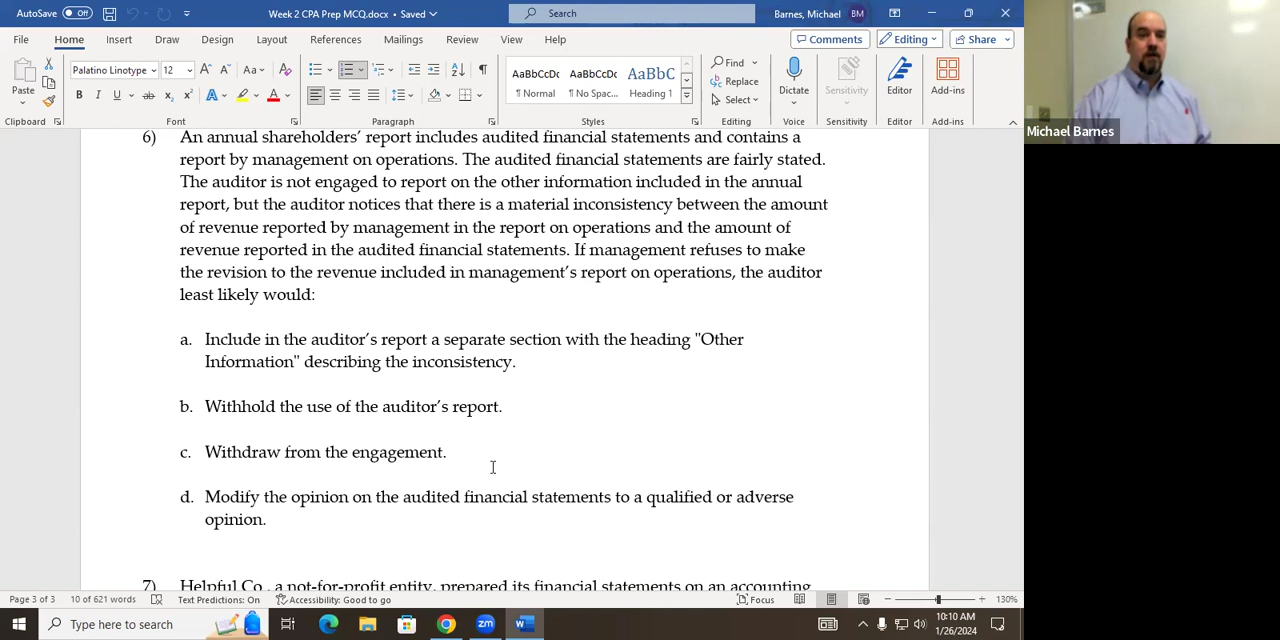 AutoSave Off Week 2 CPA Prep MCQ.docx • Saved Search Barnes, Michael BM
File Home Insert Draw Design Layout References Mailings Review View Help Comments Editing Share
Paste Palatino Linotype 12 Aa AaBbCcDc AaBbCcDc AaBbC Find Replace Select Dictate Sensitivity Editor Add-ins
B I U ab x₂ x² A A ¶ Normal ¶ No Spac... Heading 1
Clipboard Font Paragraph Styles Editing Voice Sensitivity Editor Add-ins
Michael Barnes
6) An annual shareholders' report includes audited financial statements and contains a
report by management on operations. The audited financial statements are fairly stated.
The auditor is not engaged to report on the other information included in the annual
report, but the auditor notices that there is a material inconsistency between the amount
of revenue reported by management in the report on operations and the amount of
revenue reported in the audited financial statements. If management refuses to make
the revision to the revenue included in management's report on operations, the auditor
least likely would:
a. Include in the auditor's report a separate section with the heading "Other
Information" describing the inconsistency.
b. Withhold the use of the auditor's report.
c. Withdraw from the engagement.
d. Modify the opinion on the audited financial statements to a qualified or adverse
opinion.
7) Helpful Co., a not-for-profit entity, prepared its financial statements on an accounting
Page 3 of 3 10 of 621 words Text Predictions: On Accessibility: Good to go Focus 130%
Type here to search zm W 10:10 AM
1/26/2024